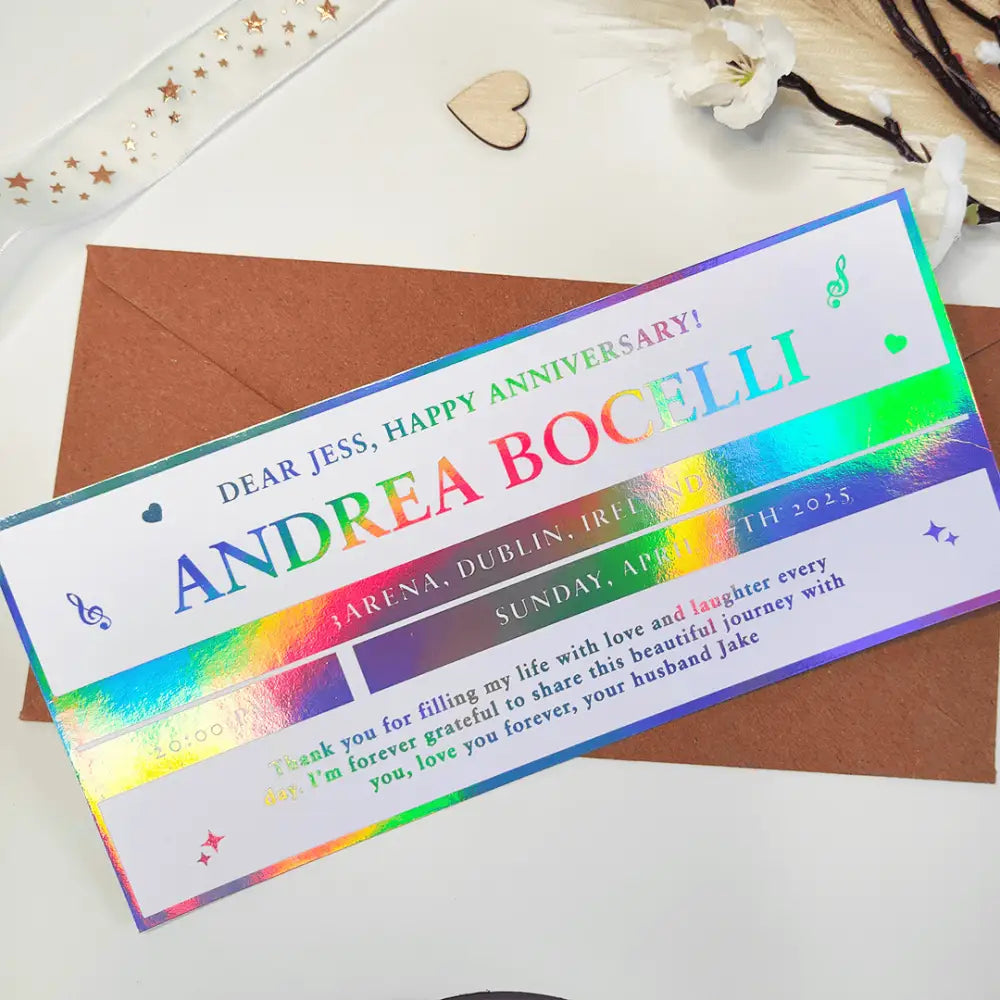 DEAR JESS, HAPPY ANNIVERSARY!
ANDREA BOCELLI
3ARENA, DUBLIN, IRELAND
20:00 P
SUNDAY, APRIL 27TH 2025
Thank you for filling my life with love and laughter every
day. I'm forever grateful to share this beautiful journey with
you, love you forever, your husband Jake